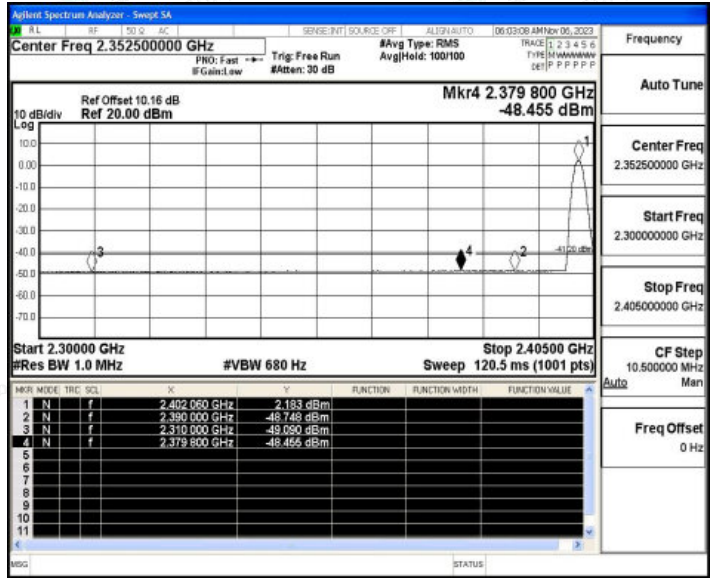 Agilent Spectrum Analyzer - Swept SA
RL RF 50 Ω AC SENSE:INT SOURCE OFF ALIGNAUTO 06:03:08 AM Nov 06, 2023
Center Freq 2.352500000 GHz
PNO: Fast
IFGain:Low
Trig: Free Run
#Atten: 30 dB
#Avg Type: RMS
Avg|Hold: 100/100
TRACE 1 2 3 4 5 6
TYPE M WWWWW
DET P P P P P P
Frequency
Ref Offset 10.16 dB
10 dB/div Ref 20.00 dBm
Log
Mkr4 2.379 800 GHz
-48.455 dBm
10.0
0.00
-10.0
-20.0
-30.0
-40.0
-50.0
-60.0
-70.0
1
2
3
4
-41.20 dBm
Start 2.30000 GHz
Stop 2.40500 GHz
#Res BW 1.0 MHz #VBW 680 Hz Sweep 120.5 ms (1001 pts)
MKR MODE TRC SCL X Y FUNCTION FUNCTION WIDTH FUNCTION VALUE
1 N f 2.402 060 GHz 2.183 dBm
2 N f 2.390 000 GHz -48.748 dBm
3 N f 2.310 000 GHz -49.090 dBm
4 N f 2.379 800 GHz -48.455 dBm
5
6
7
8
9
10
11
MSG STATUS
Auto Tune
Center Freq
2.352500000 GHz
Start Freq
2.300000000 GHz
Stop Freq
2.405000000 GHz
CF Step
10.500000 MHz
Auto Man
Freq Offset
0 Hz